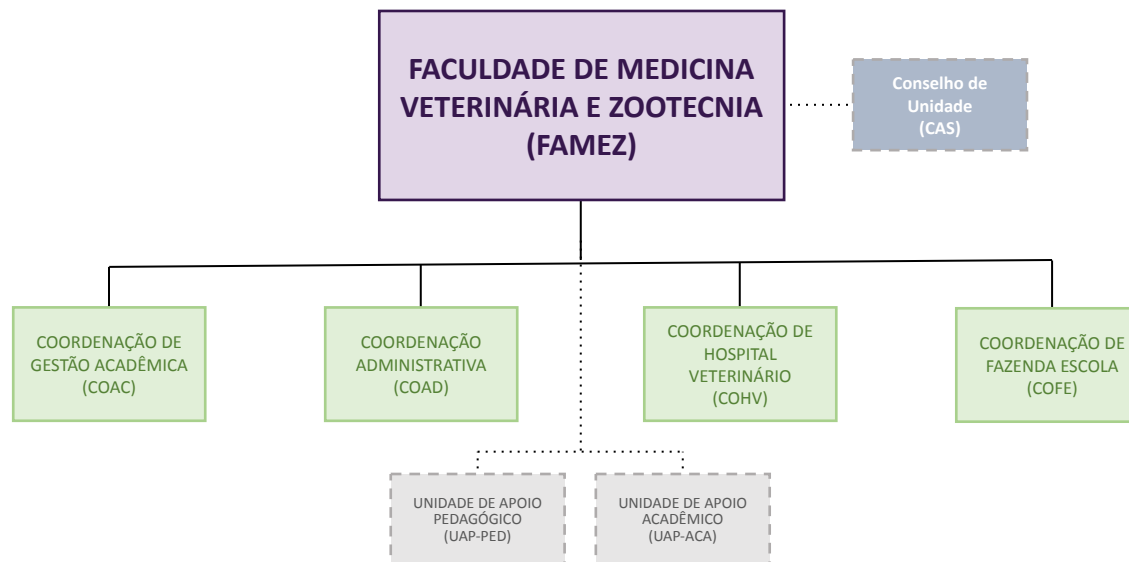 FACULDADE DE MEDICINA
VETERINÁRIA E ZOOTECNIA
(FAMEZ)
Conselho de
Unidade
(CAS)
COORDENAÇÃO DE
GESTÃO ACADÊMICA
(COAC)
COORDENAÇÃO
ADMINISTRATIVA
(COAD)
COORDENAÇÃO DE
HOSPITAL
VETERINÁRIO
(COHV)
COORDENAÇÃO DE
FAZENDA ESCOLA
(COFE)
UNIDADE DE APOIO
PEDAGÓGICO
(UAP-PED)
UNIDADE DE APOIO
ACADÊMICO
(UAP-ACA)